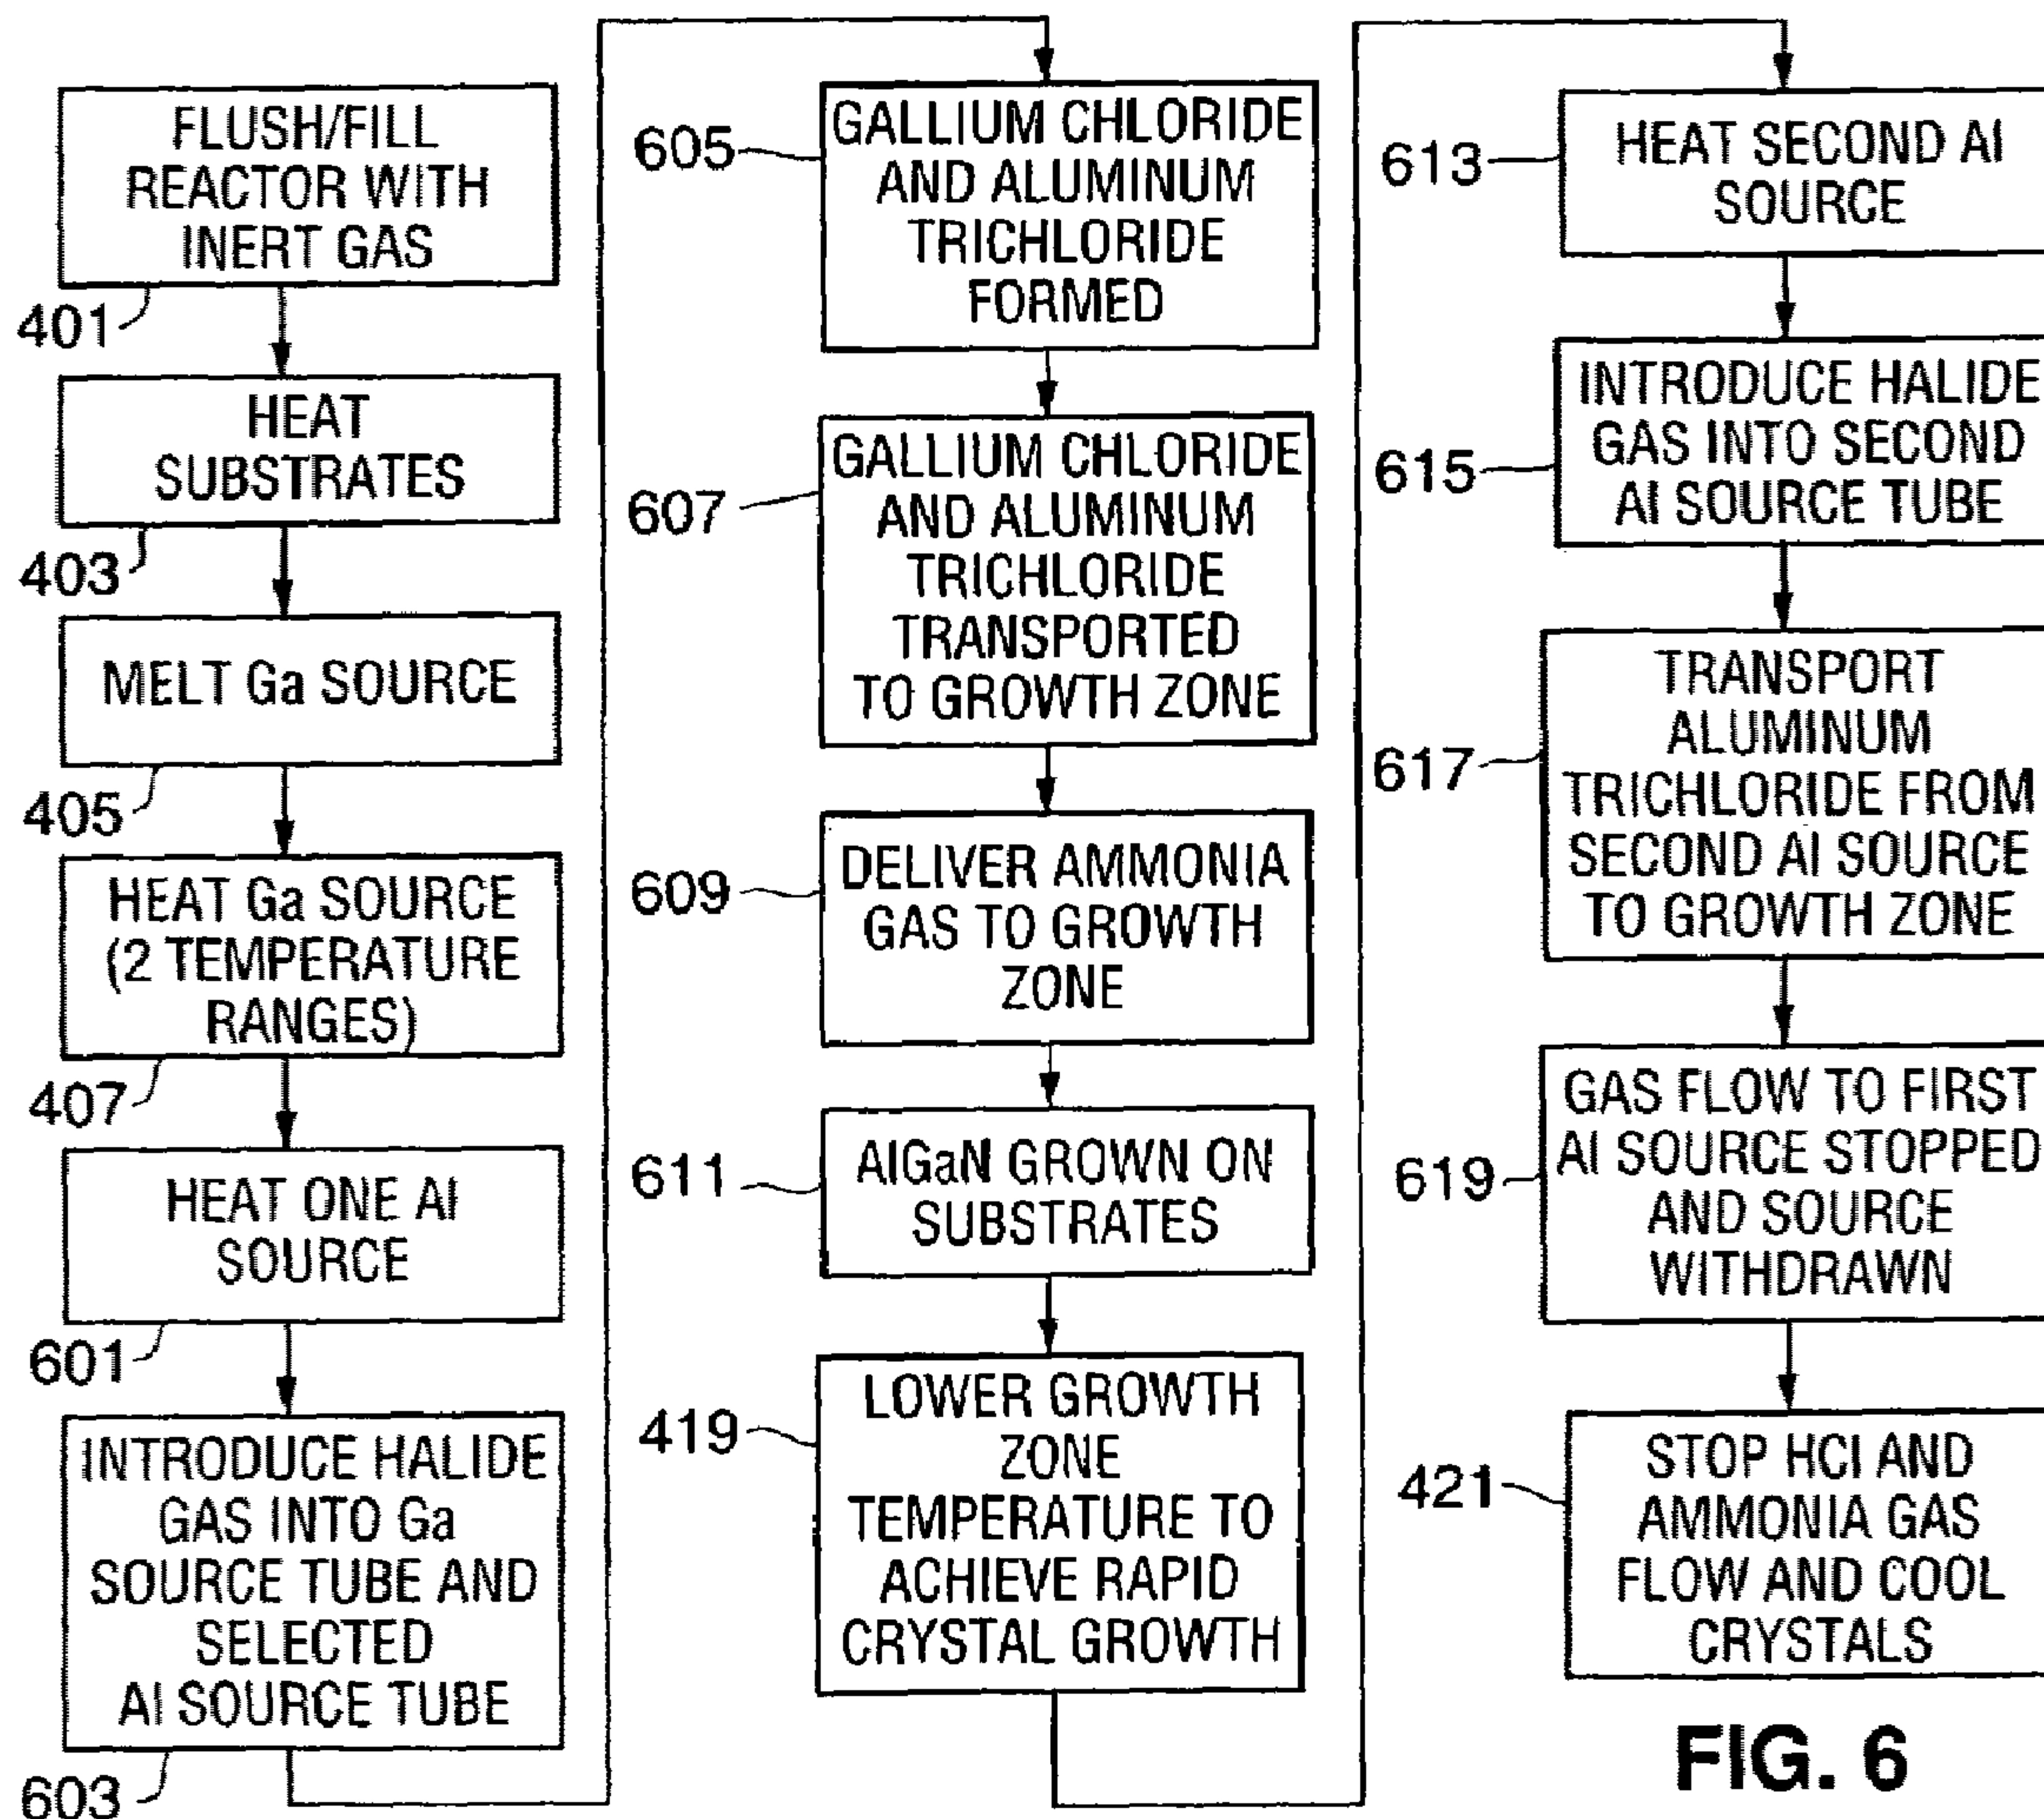 FLUSH/FILL
REACTOR WITH
INERT GAS
401
HEAT
SUBSTRATES
403
MELT Ga SOURCE
405
HEAT Ga SOURCE
(2 TEMPERATURE
RANGES)
407
HEAT ONE Al
SOURCE
601
INTRODUCE HALIDE
GAS INTO Ga
SOURCE TUBE AND
SELECTED
Al SOURCE TUBE
603
605
GALLIUM CHLORIDE
AND ALUMINUM
TRICHLORIDE
FORMED
607
GALLIUM CHLORIDE
AND ALUMINUM
TRICHLORIDE
TRANSPORTED
TO GROWTH ZONE
609
DELIVER AMMONIA
GAS TO GROWTH
ZONE
611
AlGaN GROWN ON
SUBSTRATES
419
LOWER GROWTH
ZONE
TEMPERATURE TO
ACHIEVE RAPID
CRYSTAL GROWTH
613
HEAT SECOND Al
SOURCE
615
INTRODUCE HALIDE
GAS INTO SECOND
Al SOURCE TUBE
617
TRANSPORT
ALUMINUM
TRICHLORIDE FROM
SECOND Al SOURCE
TO GROWTH ZONE
619
GAS FLOW TO FIRST
Al SOURCE STOPPED
AND SOURCE
WITHDRAWN
421
STOP HCl AND
AMMONIA GAS
FLOW AND COOL
CRYSTALS
FIG. 6